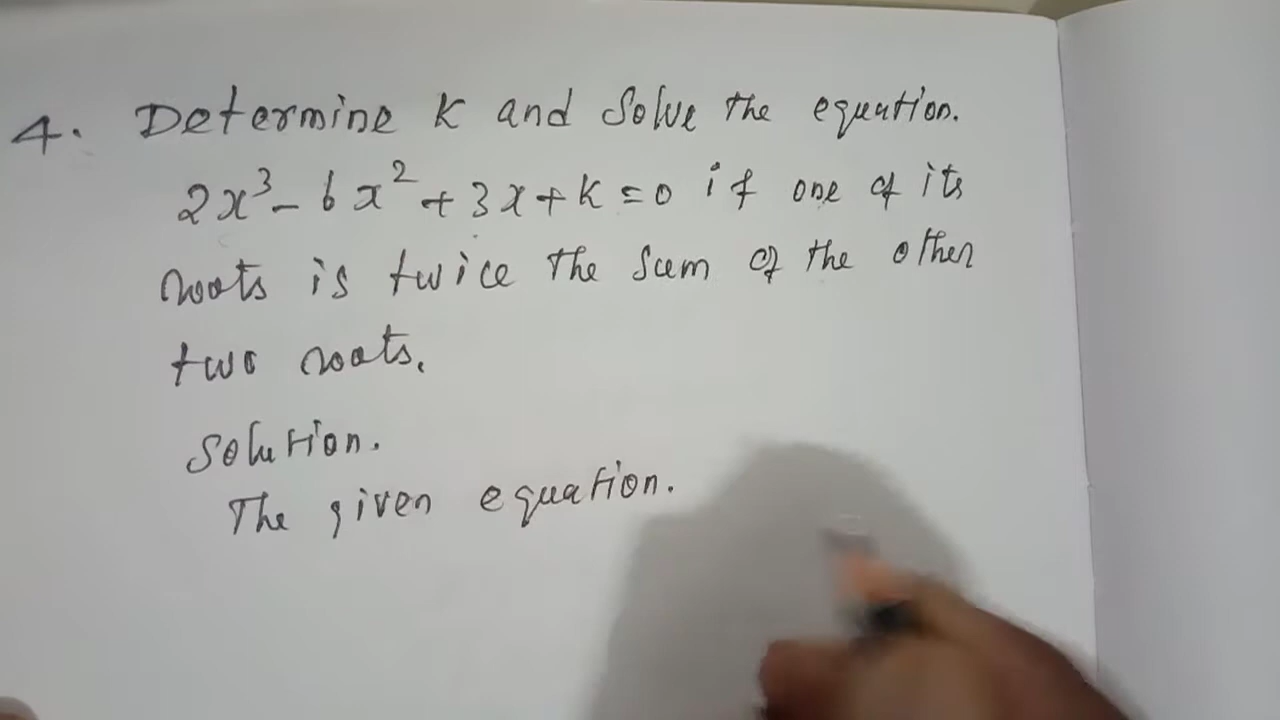 4. Determine K and Solve the equation.
2x³ - 6x² + 3x + K = 0 if one of its
roots is twice the Sum of the other
two roots.
Solution.
The given equation.